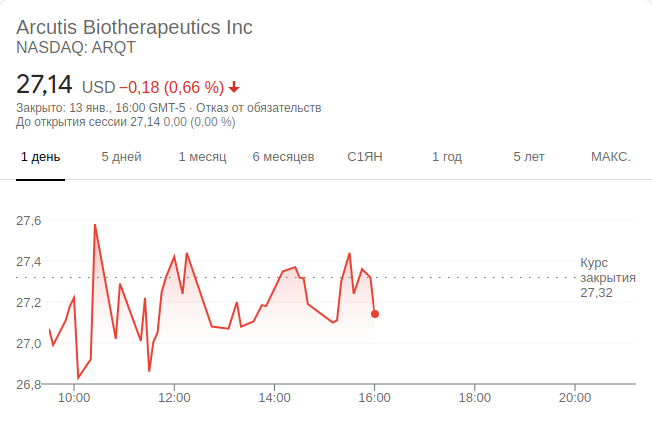 Arcutis Biotherapeutics Inc
NASDAQ: ARQT
27,14 USD −0,18 (0,66 %)
Закрыто: 13 янв., 16:00 GMT-5 · Отказ от обязательств
До открытия сессии 27,14 0,00 (0,00 %)
1 день 5 дней 1 месяц 6 месяцев С1ЯН 1 год 5 лет МАКС.
27,6
27,4
Курс
закрытия
27,32
27,2
27,0
26,8
10:00 12:00 14:00 16:00 18:00 20:00